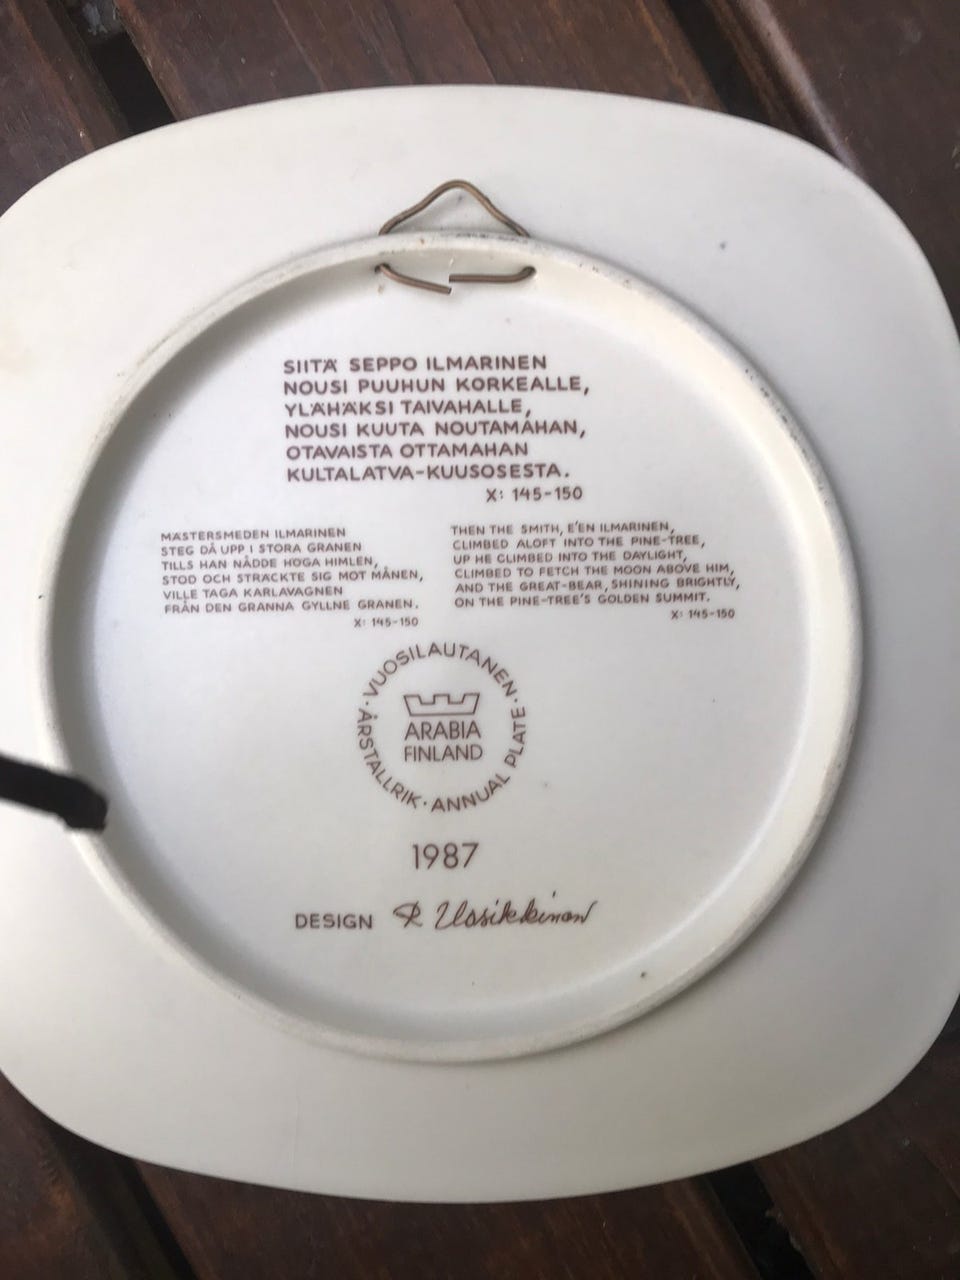 SIITÄ SEPPO ILMARINEN
NOUSI PUUHUN KORKEALLE,
YLÄHÄKSI TAIVAHALLE,
NOUSI KUUTA NOUTAMAHAN,
OTAVAISTA OTTAMAHAN
KULTALATVA-KUUSOSESTA.
X: 145-150
MÄSTERSMEDEN ILMARINEN
STEG DÅ UPP I STORA GRANEN
TILLS HAN NÅDDE HÖGA HIMLEN,
STOD OCH STRÄCKTE SIG MOT MÅNEN,
VILLE TAGA KARLAVAGNEN
FRÅN DEN GRANNA GYLLNE GRANEN.
X: 145-150
THEN THE SMITH, E'EN ILMARINEN,
CLIMBED ALOFT INTO THE PINE-TREE,
UP HE CLIMBED INTO THE DAYLIGHT,
CLIMBED TO FETCH THE MOON ABOVE HIM,
AND THE GREAT-BEAR, SHINING BRIGHTLY,
ON THE PINE-TREE'S GOLDEN SUMMIT.
X: 145-150
· VUOSILAUTANEN · ANNUAL PLATE · ÅRSTALLRIK
ARABIA
FINLAND
1987
DESIGN R Uosikkinen